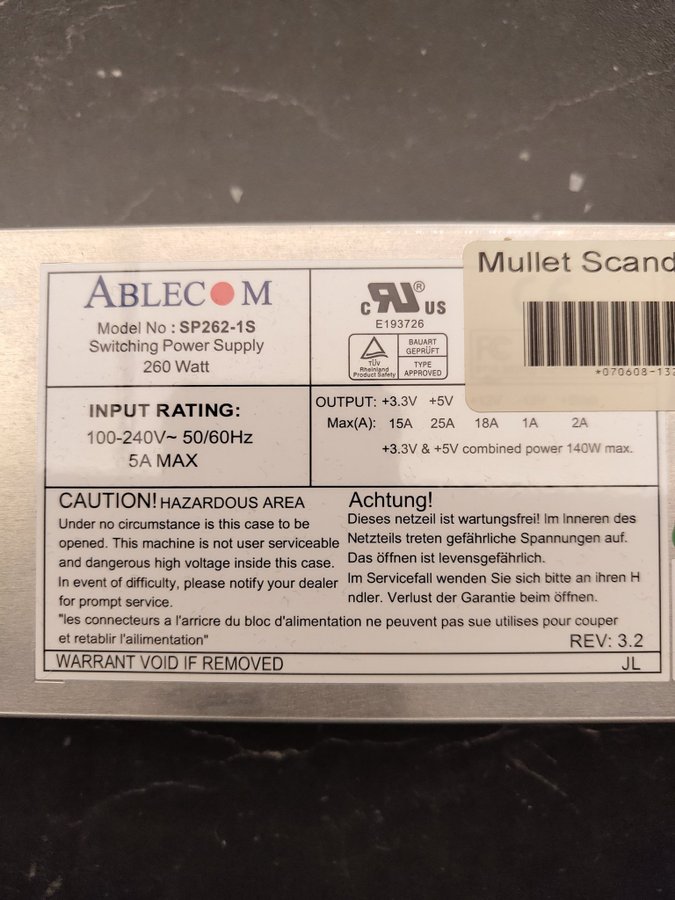 ABLECOM
Model No : SP262-1S
Switching Power Supply
260 Watt
c RU® US
E193726
TÜV
Rheinland
Product Safety
BAUART
GEPRÜFT
TYPE
APPROVED
Mullet Scand
*070608-132
INPUT RATING:
100-240V~ 50/60Hz
5A MAX
OUTPUT: +3.3V +5V
Max(A): 15A 25A 18A 1A 2A
+3.3V & +5V combined power 140W max.
CAUTION! HAZARDOUS AREA
Under no circumstance is this case to be
opened. This machine is not user serviceable
and dangerous high voltage inside this case.
In event of difficulty, please notify your dealer
for prompt service.
Achtung!
Dieses netzeil ist wartungsfrei! Im Inneren des
Netzteils treten gefährliche Spannungen auf.
Das öffnen ist levensgefährlich.
Im Servicefall wenden Sie sich bitte an ihren H
ndler. Verlust der Garantie beim öffnen.
"les connecteurs a l'arricre du bloc d'alimentation ne peuvent pas sue utilises pour couper
et retablir l'ailimentation"
REV: 3.2
WARRANT VOID IF REMOVED
JL